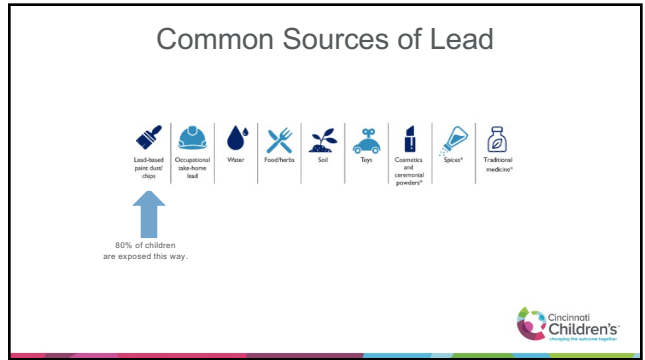 Common Sources of Lead
Lead-based
paint dust/
chips
Occupational
take-home
lead
Water
Food/herbs
Soil
Toys
Cosmetics
and
ceremonial
powders*
Spices*
Traditional
medicine*
80% of children
are exposed this way.
Cincinnati
Children's
changing the outcome together